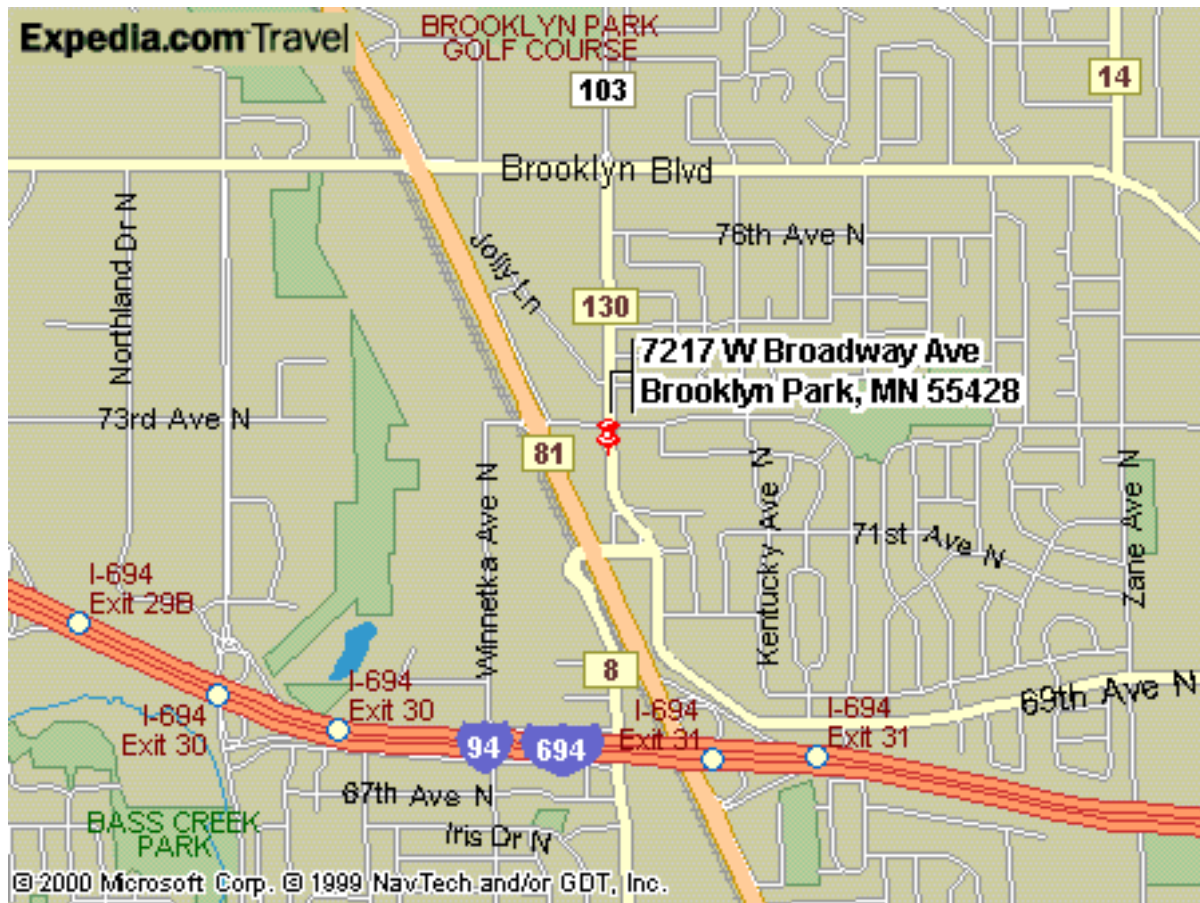 Expedia.com Travel
BROOKLYN PARK
GOLF COURSE
103
14
Brooklyn Blvd
Northland Dr N
76th Ave N
Jolly Ln
130
7217 W Broadway Ave
Brooklyn Park, MN 55428
73rd Ave N
81
Winnetka Ave N
Kentucky Ave N
71st Ave N
Zane Ave N
I-694
Exit 29B
8
I-694
Exit 30
I-694
Exit 30
I-694
Exit 31
I-694
Exit 31
69th Ave N
94
694
67th Ave N
Iris Dr N
BASS CREEK
PARK
© 2000 Microsoft Corp. © 1999 NavTech and/or GDT, Inc.